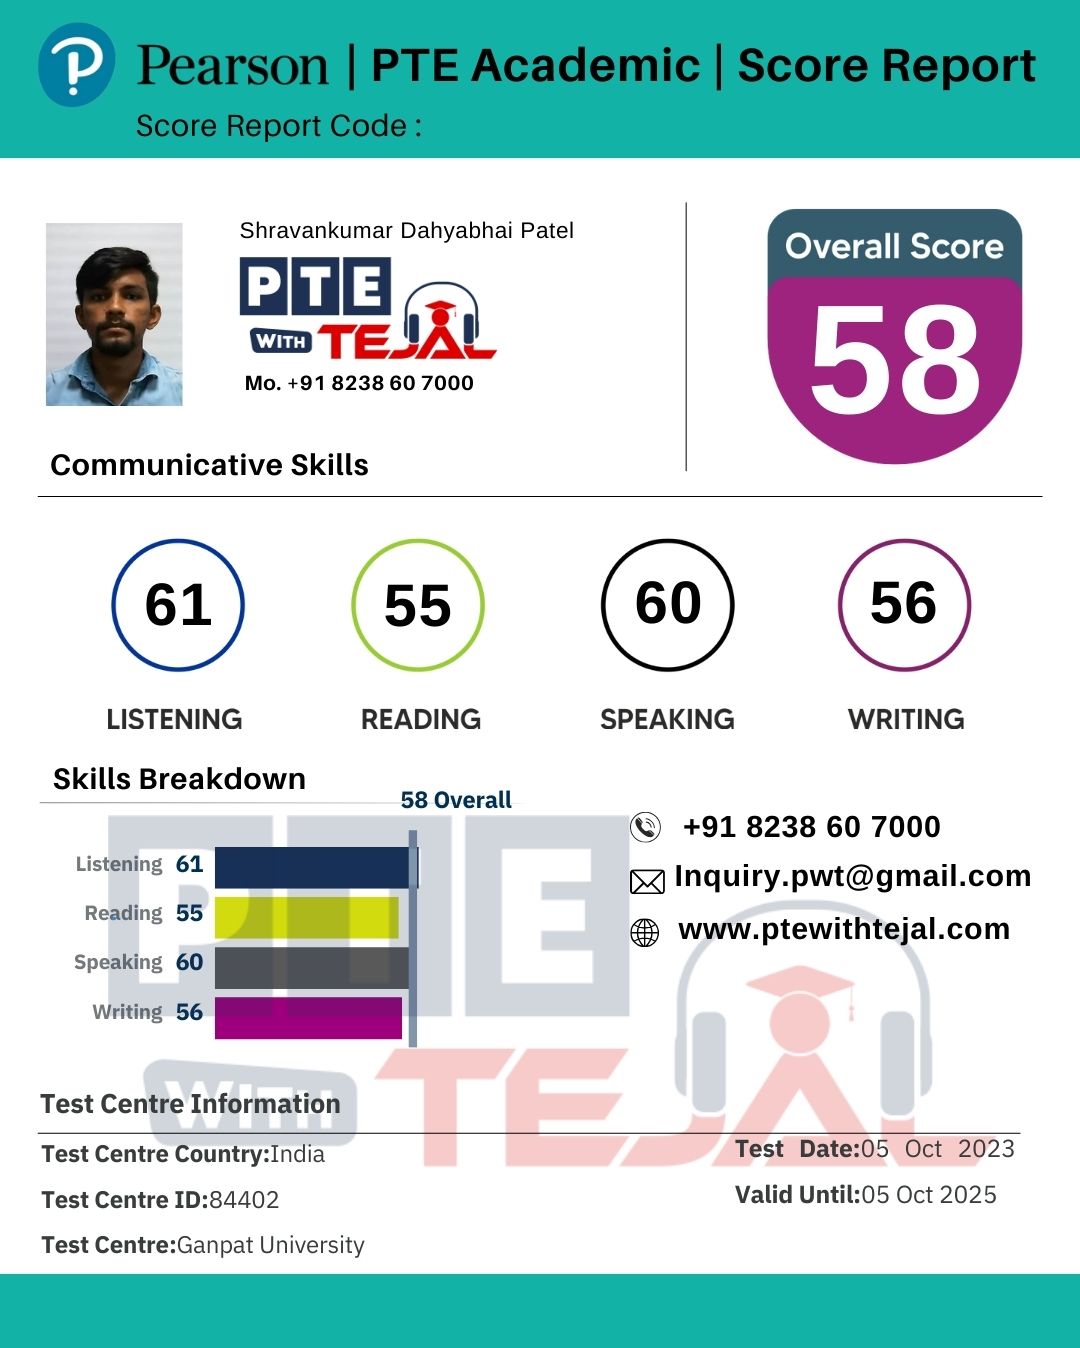 Pearson | PTE Academic | Score Report
Score Report Code :
Shravankumar Dahyabhai Patel
PTE
WITH TEJAL
Mo. +91 8238 60 7000
Overall Score
58
Communicative Skills
61
55
60
56
LISTENING
READING
SPEAKING
WRITING
Skills Breakdown
58 Overall
Listening 61
Reading 55
Speaking 60
Writing 56
+91 8238 60 7000
Inquiry.pwt@gmail.com
www.ptewithtejal.com
PTE
WITH TEJAL
Test Centre Information
Test Centre Country:India
Test Centre ID:84402
Test Centre:Ganpat University
Test Date:05 Oct 2023
Valid Until:05 Oct 2025